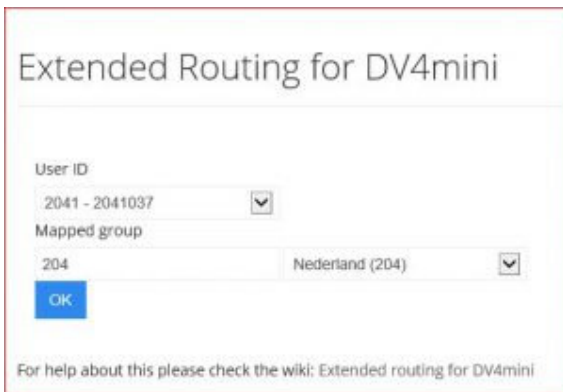 Extended Routing for DV4mini
User ID
2041 - 2041037
Mapped group
204 Nederland (204)
OK
For help about this please check the wiki: Extended routing for DV4mini